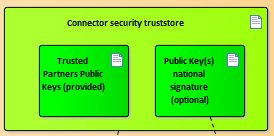 Connector security truststore
Trusted
Partners Public
Keys (provided)
Public Key(s)
national
signature
(optional)